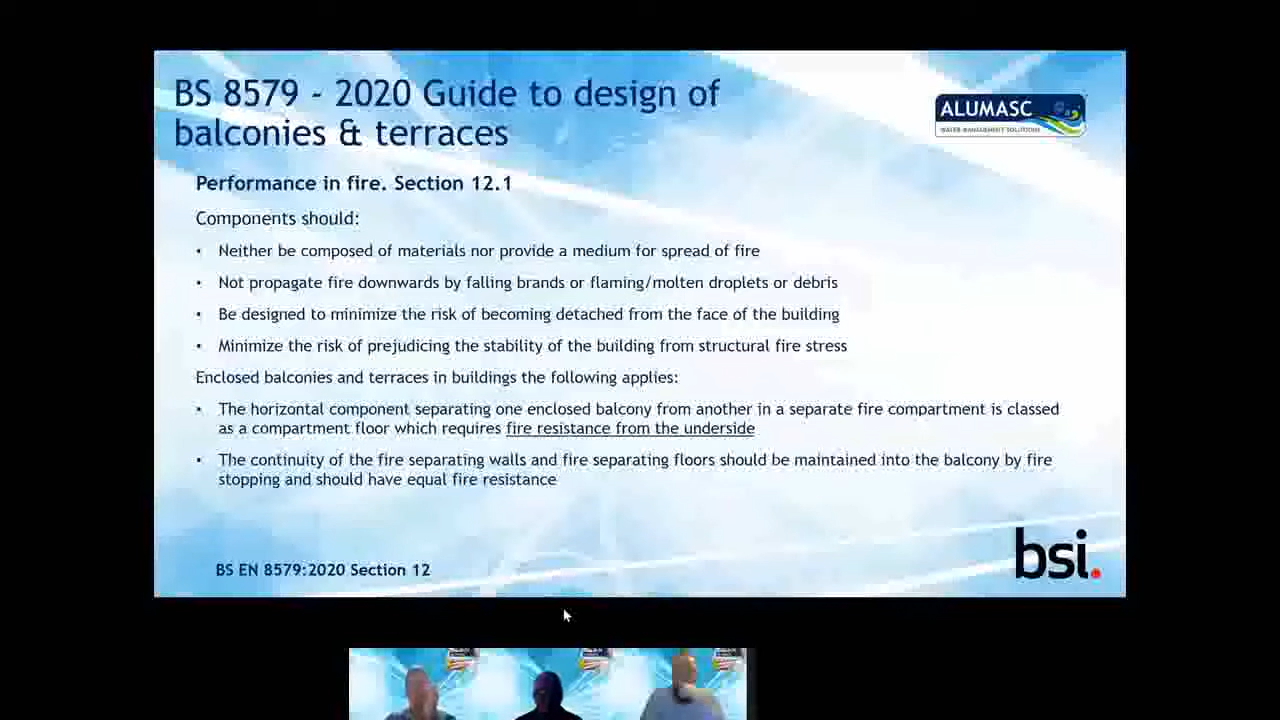 BS 8579 - 2020 Guide to design of
balconies & terraces
ALUMASC
WATER MANAGEMENT SOLUTIONS
Performance in fire. Section 12.1
Components should:
• Neither be composed of materials nor provide a medium for spread of fire
• Not propagate fire downwards by falling brands or flaming/molten droplets or debris
• Be designed to minimize the risk of becoming detached from the face of the building
• Minimize the risk of prejudicing the stability of the building from structural fire stress
Enclosed balconies and terraces in buildings the following applies:
• The horizontal component separating one enclosed balcony from another in a separate fire compartment is classed
as a compartment floor which requires fire resistance from the underside
• The continuity of the fire separating walls and fire separating floors should be maintained into the balcony by fire
stopping and should have equal fire resistance
BS EN 8579:2020 Section 12
bsi.